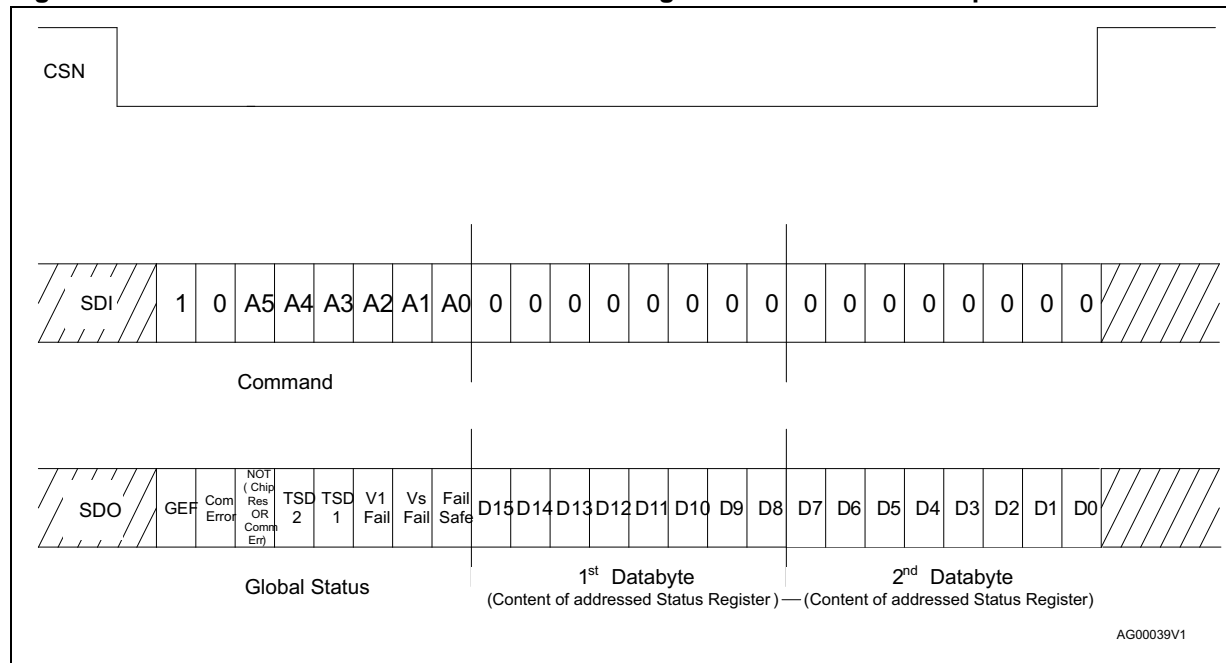 CSN
SDI 1 0 A5 A4 A3 A2 A1 A0 0 0 0 0 0 0 0 0 0 0 0 0 0 0 0 0
Command
SDO GEF Com Error NOT ( Chip Res OR Comm Err) TSD 2 TSD 1 V1 Fail Vs Fail Fail Safe D15 D14 D13 D12 D11 D10 D9 D8 D7 D6 D5 D4 D3 D2 D1 D0
Global Status
1st Databyte
(Content of addressed Status Register)
2nd Databyte
(Content of addressed Status Register)
AG00039V1